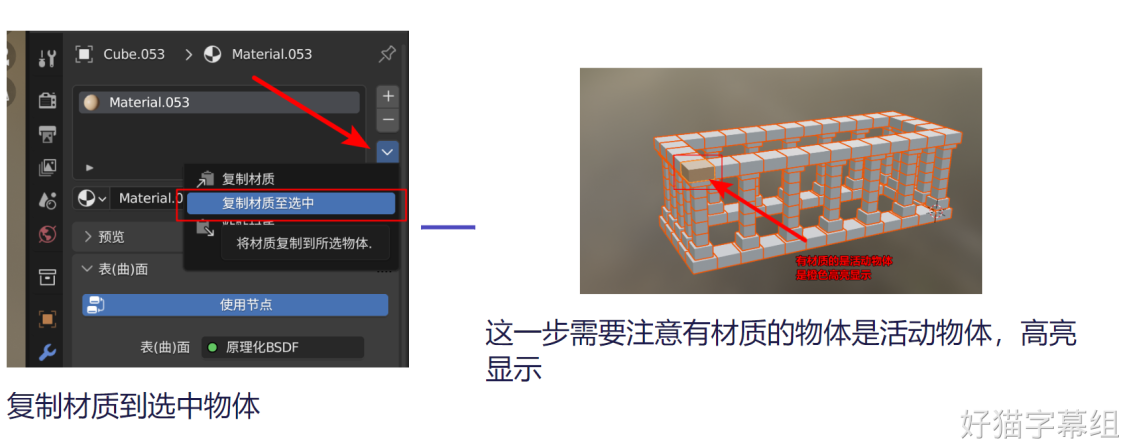 Cube.053 > Material.053
Material.053
复制材质
Material.0
复制材质至选中
预览
将材质复制到所选物体.
表(曲)面
使用节点
表(曲)面 原理化BSDF
复制材质到选中物体
有材质的是活动物体
是橙色高亮显示
这一步需要注意有材质的物体是活动物体，高亮
显示
好猫字幕组